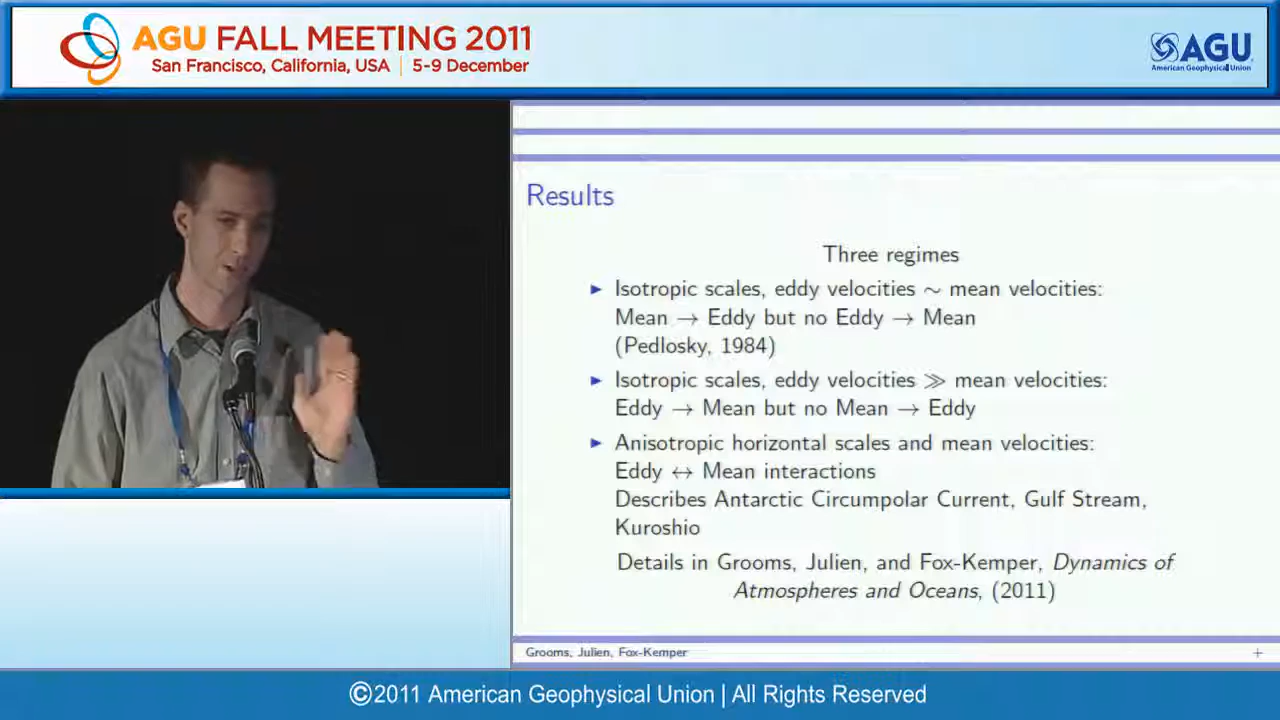 AGU FALL MEETING 2011
San Francisco, California, USA | 5-9 December
AGU
American Geophysical Union
Results
Three regimes
Isotropic scales, eddy velocities ∼ mean velocities:
Mean → Eddy but no Eddy → Mean
(Pedlosky, 1984)
Isotropic scales, eddy velocities ≫ mean velocities:
Eddy → Mean but no Mean → Eddy
Anisotropic horizontal scales and mean velocities:
Eddy ↔ Mean interactions
Describes Antarctic Circumpolar Current, Gulf Stream,
Kuroshio
Details in Grooms, Julien, and Fox-Kemper, Dynamics of
Atmospheres and Oceans, (2011)
Grooms, Julien, Fox-Kemper +
©2011 American Geophysical Union | All Rights Reserved